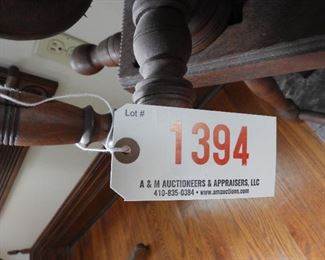 Lot #
1394
A & M AUCTIONEERS & APPRAISERS, LLC
410-835-0384 • www.amauctions.com